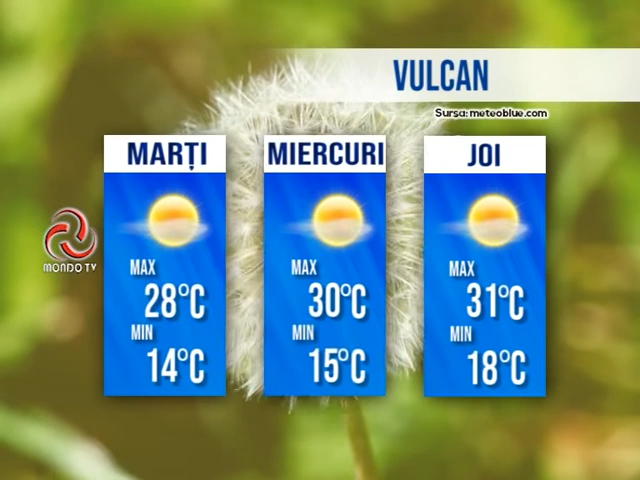 VULCAN
Sursa: meteoblue.com
MARȚI
MAX
28°C
MIN
14°C
MIERCURI
MAX
30°C
MIN
15°C
JOI
MAX
31°C
MIN
18°C
MONDO TV